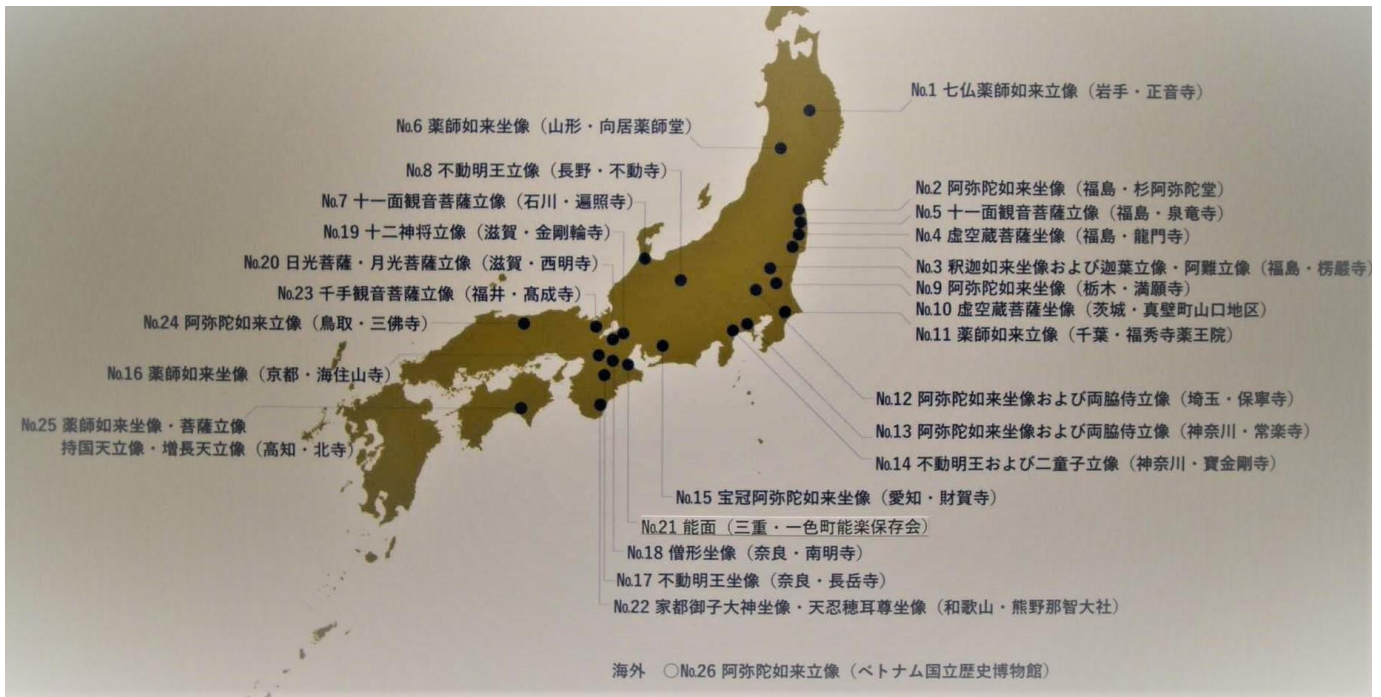 No.1 七仏薬師如来立像（岩手・正音寺）
No.6 薬師如来坐像（山形・向居薬師堂）
No.8 不動明王立像（長野・不動寺）
No.7 十一面観音菩薩立像（石川・遍照寺）
No.19 十二神将立像（滋賀・金剛輪寺）
No.20 日光菩薩・月光菩薩立像（滋賀・西明寺）
No.23 千手観音菩薩立像（福井・髙成寺）
No.24 阿弥陀如来立像（鳥取・三佛寺）
No.16 薬師如来坐像（京都・海住山寺）
No.25 薬師如来坐像・菩薩立像
持国天立像・増長天立像（高知・北寺）
No.2 阿弥陀如来坐像（福島・杉阿弥陀堂）
No.5 十一面観音菩薩立像（福島・泉竜寺）
No.4 虚空蔵菩薩坐像（福島・龍門寺）
No.3 釈迦如来坐像および迦葉立像・阿難立像（福島・楞嚴寺）
No.9 阿弥陀如来坐像（栃木・満願寺）
No.10 虚空蔵菩薩坐像（茨城・真壁町山口地区）
No.11 薬師如来立像（千葉・福秀寺薬王院）
No.12 阿弥陀如来坐像および両脇侍立像（埼玉・保寧寺）
No.13 阿弥陀如来坐像および両脇侍立像（神奈川・常楽寺）
No.14 不動明王および二童子立像（神奈川・寶金剛寺）
No.15 宝冠阿弥陀如来坐像（愛知・財賀寺）
No.21 能面（三重・一色町能楽保存会）
No.18 僧形坐像（奈良・南明寺）
No.17 不動明王坐像（奈良・長岳寺）
No.22 家都御子大神坐像・天忍穂耳尊坐像（和歌山・熊野那智大社）
海外 ○No.26 阿弥陀如来立像（ベトナム国立歴史博物館）